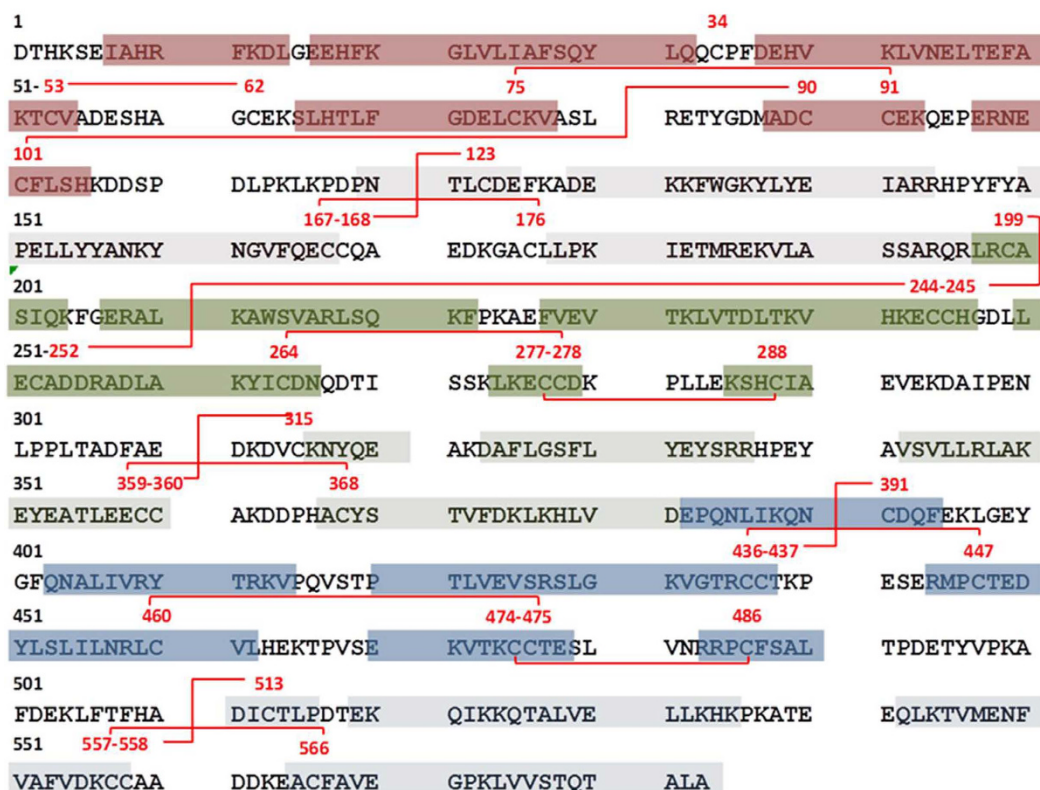 1 34
DTHKSEIAHR FKDLGEEHFK GLVLIAFSQY LQQCPFDEHV KLVNELTEFA
51- 53 62 75 90 91
KTCVADESHA GCEKSLHTLF GDELCKVASL RETYGDMADC CEKQEPERNE
101 123
CFLSHKDDSP DLPKLKPDPN TLCDEFKADE KKFWGKYLYE IARRHPYFYA
151 167-168 176 199
PELLYYANKY NGVFQECCQA EDKGACLLPK IETMREKVLA SSARQRLRCA
201 244-245
SIQKFGERAL KAWSVARLSQ KFPKAEFVEV TKLVTDLTKV HKECCHGDLL
251-252 264 277-278 288
ECADDRADLA KYICDNQDTI SSKLKECCDK PLLEKSHCIA EVEKDAIPEN
301 315
LPPLTADFAE DKDVCKNYQE AKDAFLGSFL YEYSRRHPEY AVSVLLRLAK
351 359-360 368 391
EYEATLEECC AKDDPHACYS TVFDKLKHLV DEPQNLIKQN CDQFEKLGEY
401 436-437 447
GFQNALIVRY TRKVPQVSTP TLVEVSRSLG KVGTRCCTKP ESERMPCTED
451 460 474-475 486
YLSLILNRLC VLHEKTPVSE KVTKCCTESL VNRRPCFSAL TPDETYVPKA
501 513
FDEKLFTFHA DICTLPDTEK QIKKQTALVE LLKHKPKATE EQLKTVMENF
551 557-558 566
VAFVDKCCAA DDKEACFAVE GPKLVVSTQT ALA